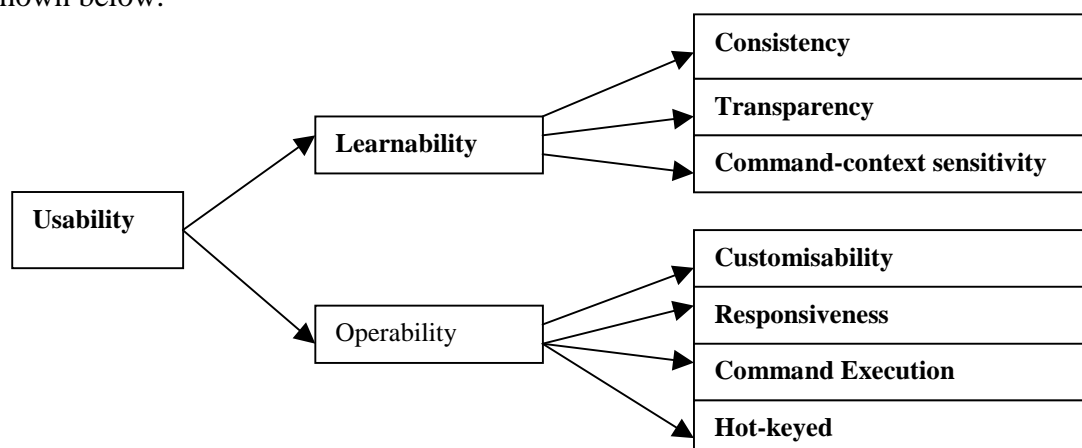 shown below:
Consistency
Transparency
Learnability
Command-context sensitivity
Usability
Customisability
Responsiveness
Operability
Command Execution
Hot-keyed